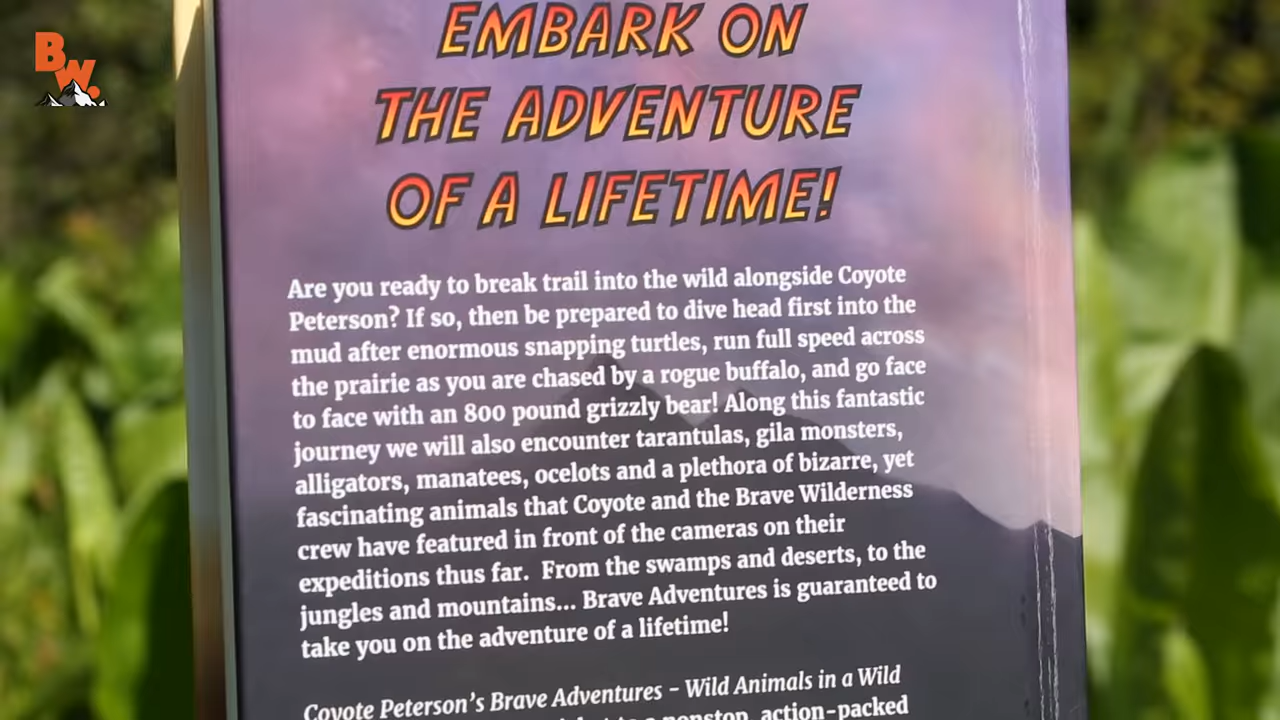 BW.
EMBARK ON
THE ADVENTURE
OF A LIFETIME!
Are you ready to break trail into the wild alongside Coyote
Peterson? If so, then be prepared to dive head first into the
mud after enormous snapping turtles, run full speed across
the prairie as you are chased by a rogue buffalo, and go face
to face with an 800 pound grizzly bear! Along this fantastic
journey we will also encounter tarantulas, gila monsters,
alligators, manatees, ocelots and a plethora of bizarre, yet
fascinating animals that Coyote and the Brave Wilderness
crew have featured in front of the cameras on their
expeditions thus far. From the swamps and deserts, to the
jungles and mountains... Brave Adventures is guaranteed to
take you on the adventure of a lifetime!
Coyote Peterson's Brave Adventures - Wild Animals in a Wild
to a nonstop, action-packed